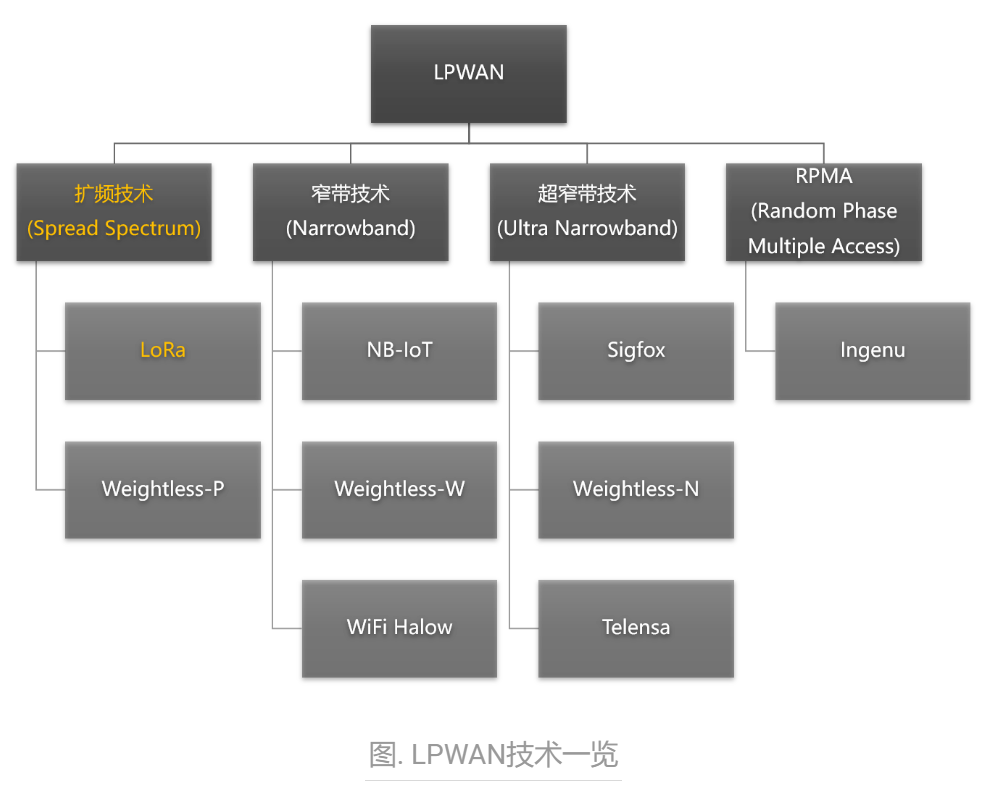 LPWAN
扩频技术
(Spread Spectrum)
窄带技术
(Narrowband)
超窄带技术
(Ultra Narrowband)
RPMA
(Random Phase
Multiple Access)
LoRa
NB-IoT
Sigfox
Ingenu
Weightless-P
Weightless-W
Weightless-N
WiFi Halow
Telensa
图. LPWAN技术一览